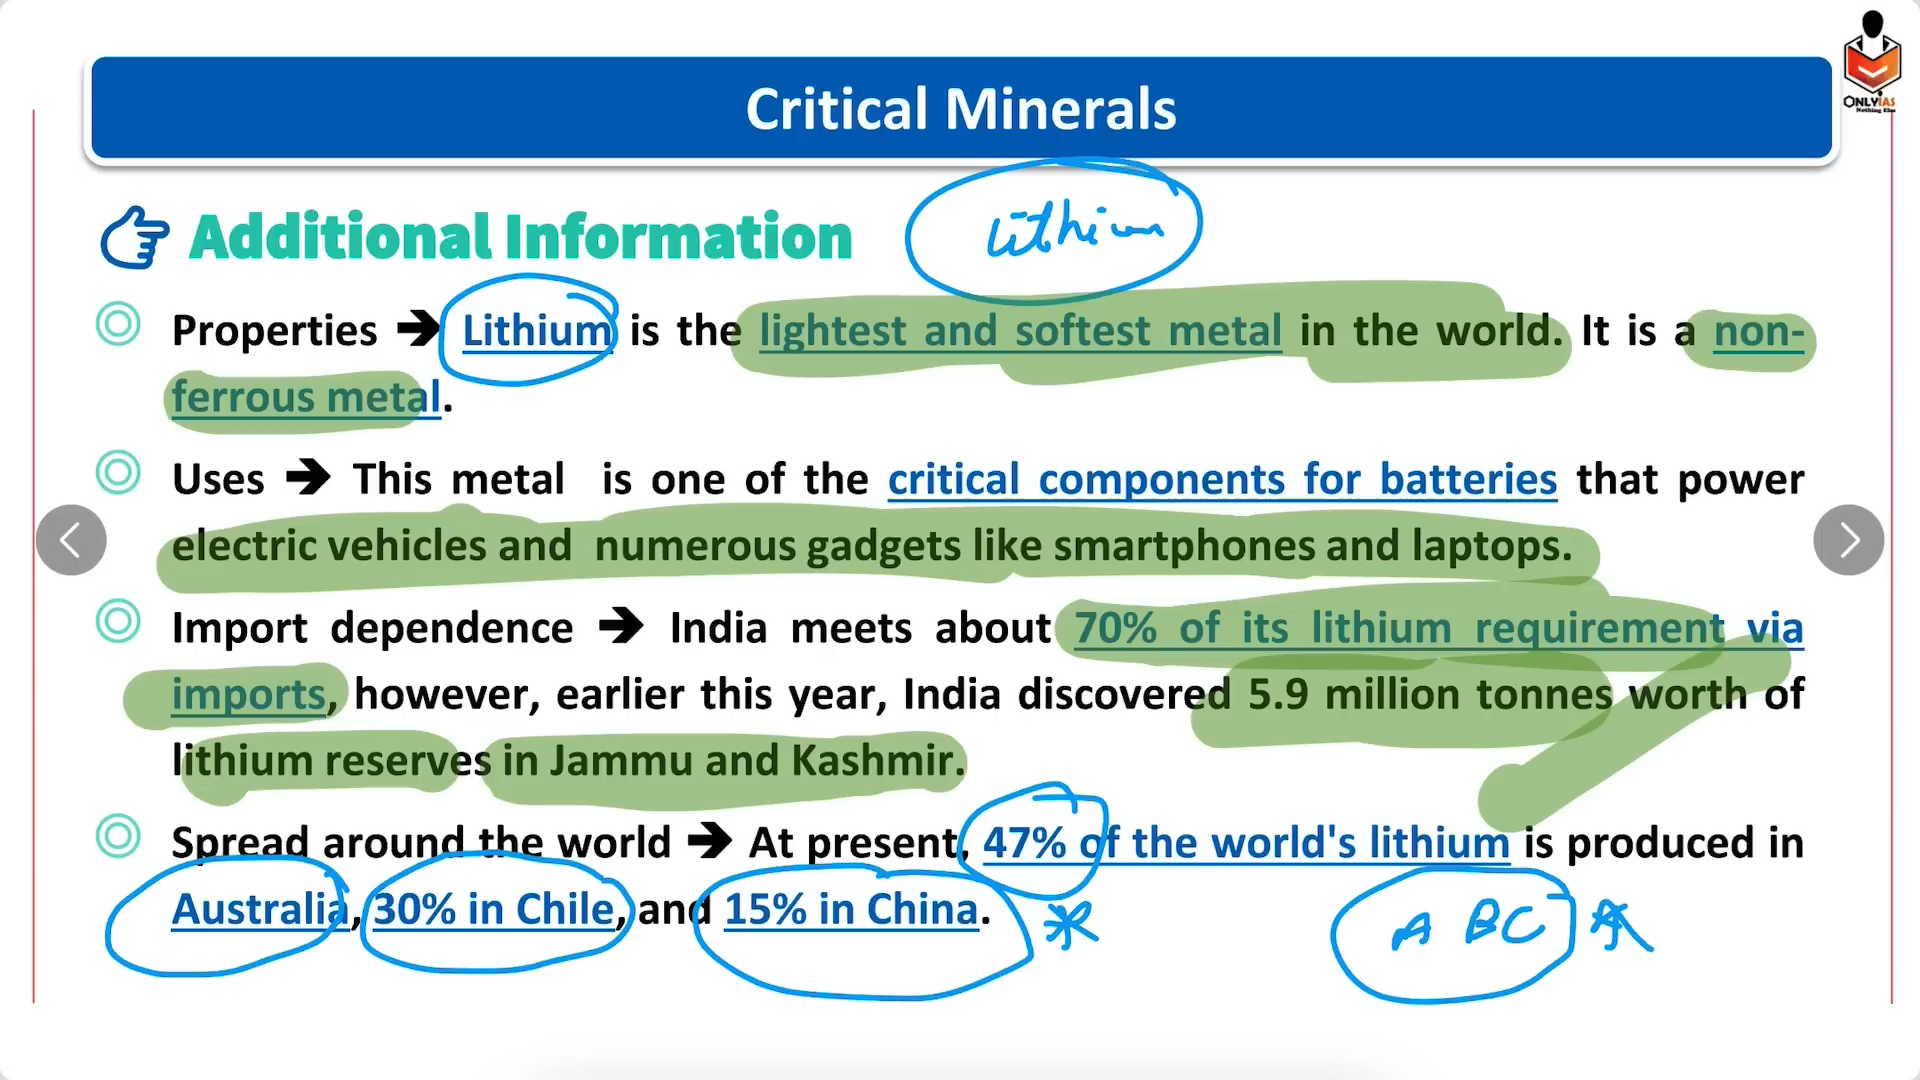 Critical Minerals
ONLYIAS
Nothing Else
Additional Information
Lithium
Properties ➔ Lithium is the lightest and softest metal in the world. It is a non-
ferrous metal.
Uses ➔ This metal is one of the critical components for batteries that power
electric vehicles and numerous gadgets like smartphones and laptops.
Import dependence ➔ India meets about 70% of its lithium requirement via
imports, however, earlier this year, India discovered 5.9 million tonnes worth of
lithium reserves in Jammu and Kashmir.
Spread around the world ➔ At present, 47% of the world's lithium is produced in
Australia, 30% in Chile, and 15% in China.
A BC